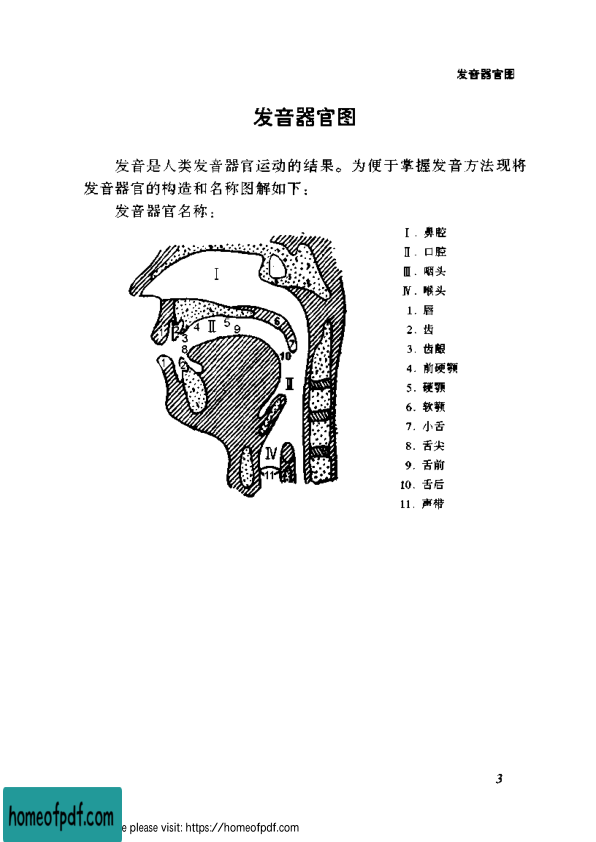 发音器官图
发音器官图
发音是人类发音器官运动的结果。为便于掌握发音方法现将
发音器官的构造和名称图解如下：
发音器官名称：
Ⅰ. 鼻腔
Ⅱ. 口腔
Ⅲ. 咽头
Ⅳ. 喉头
1. 唇
2. 齿
3. 齿龈
4. 前硬颚
5. 硬颚
6. 软颚
7. 小舌
8. 舌尖
9. 舌前
10. 舌后
11. 声带
Ⅰ
1 2 4 Ⅱ 5 9 6
3
8
7
10
1 6
2
Ⅲ
Ⅳ
11
3
homeofpdf.com
e please visit: https://homeofpdf.com